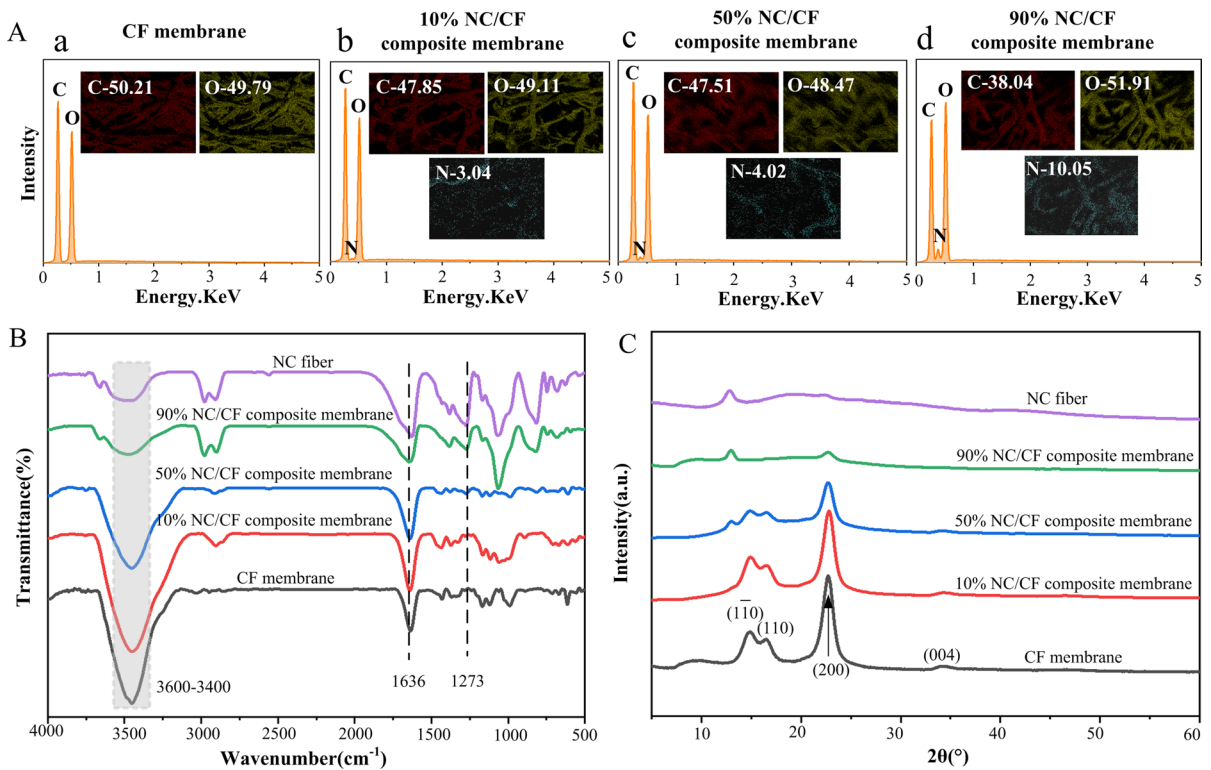 A
a
CF membrane
b
10% NC/CF
composite membrane
c
50% NC/CF
composite membrane
d
90% NC/CF
composite membrane
Intensity
C
O
C-50.21
O-49.79
0 1 2 3 4 5
Energy.KeV
C
O
N
C-47.85
O-49.11
N-3.04
0 1 2 3 4 5
Energy.KeV
C
O
N
C-47.51
O-48.47
N-4.02
0 1 2 3 4 5
Energy.KeV
C
O
N
C-38.04
O-51.91
N-10.05
0 1 2 3 4 5
Energy.KeV
B
Transmittance(%)
NC fiber
90% NC/CF composite membrane
50% NC/CF composite membrane
10% NC/CF composite membrane
CF membrane
3600-3400
1636
1273
4000 3500 3000 2500 2000 1500 1000 500
Wavenumber(cm⁻¹)
C
Intensity(a.u.)
NC fiber
90% NC/CF composite membrane
50% NC/CF composite membrane
10% NC/CF composite membrane
(11̅0)
(110)
(200)
(004)
CF membrane
10 20 30 40 50 60
2θ(°)